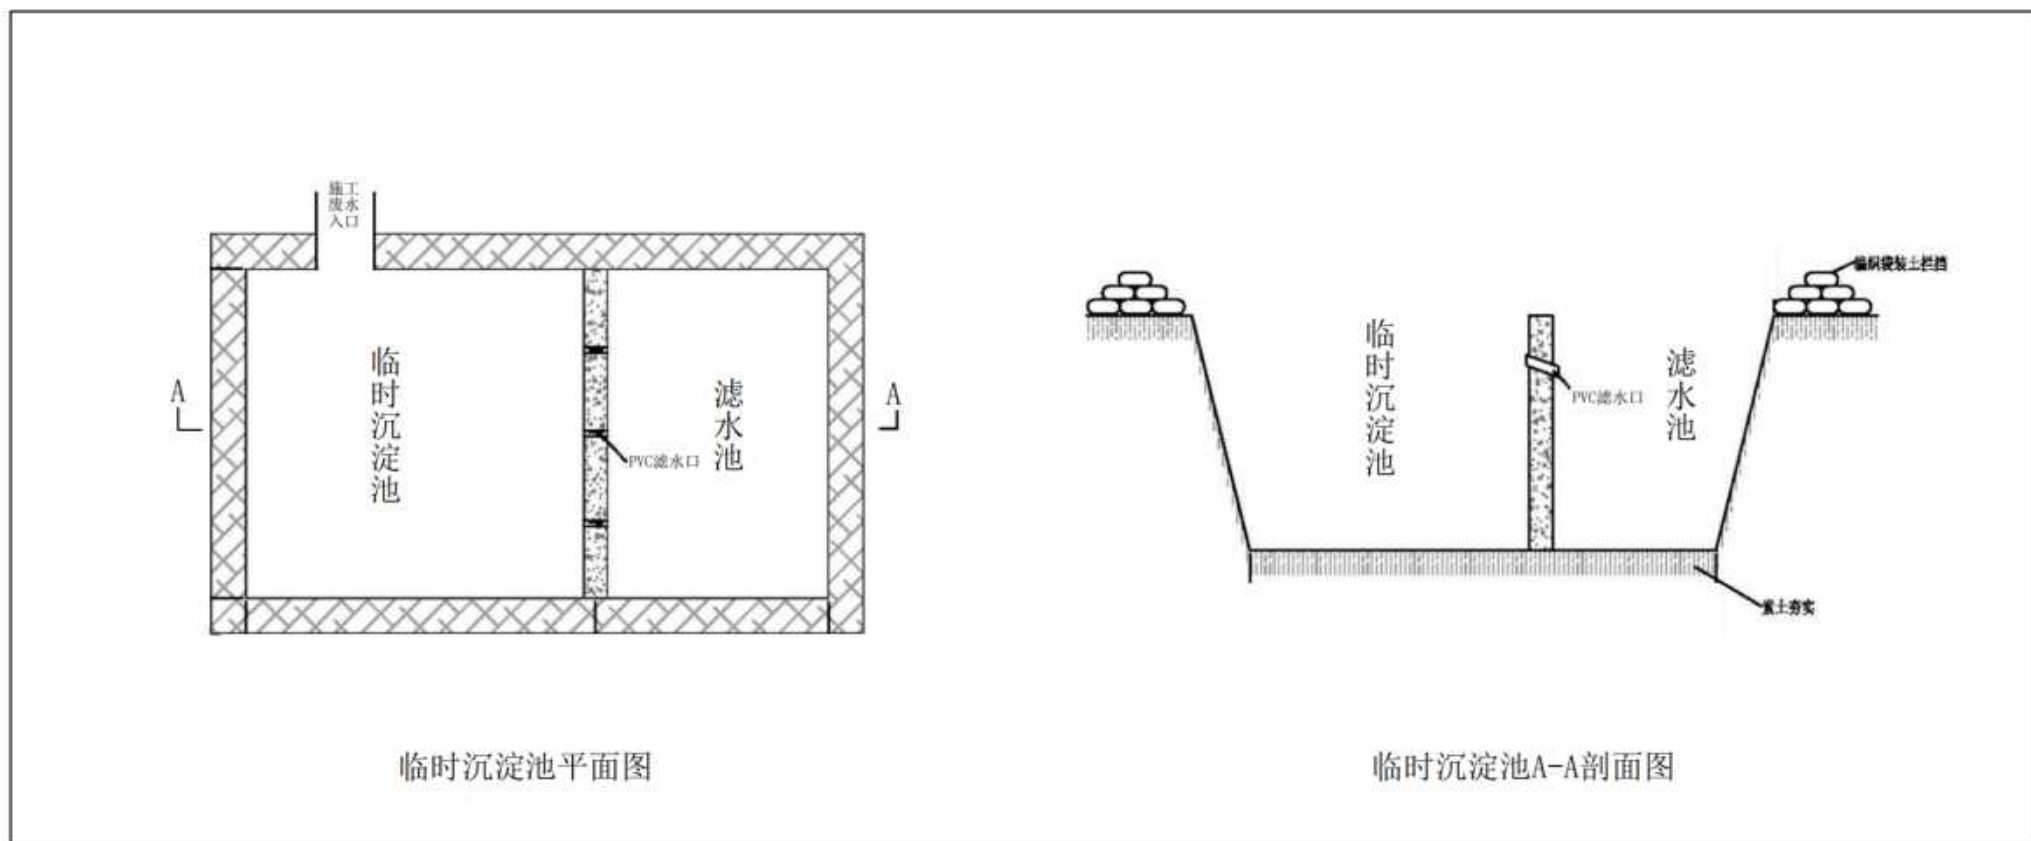 施工
废水
入口
A
临时沉淀池
滤水池
A
PVC滤水口
临时沉淀池平面图
编织袋装土拦挡
临时沉淀池
滤水池
PVC滤水口
素土夯实
临时沉淀池A-A剖面图